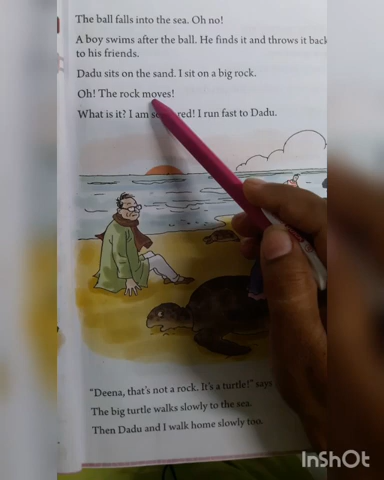 The ball falls into the sea. Oh no!
A boy swims after the ball. He finds it and throws it back
to his friends.
Dadu sits on the sand. I sit on a big rock.
Oh! The rock moves!
What is it? I am red! I run fast to Dadu.
"Deena, that's not a rock. It's a turtle!" says
The big turtle walks slowly to the sea.
Then Dadu and I walk home slowly too.
InShOt